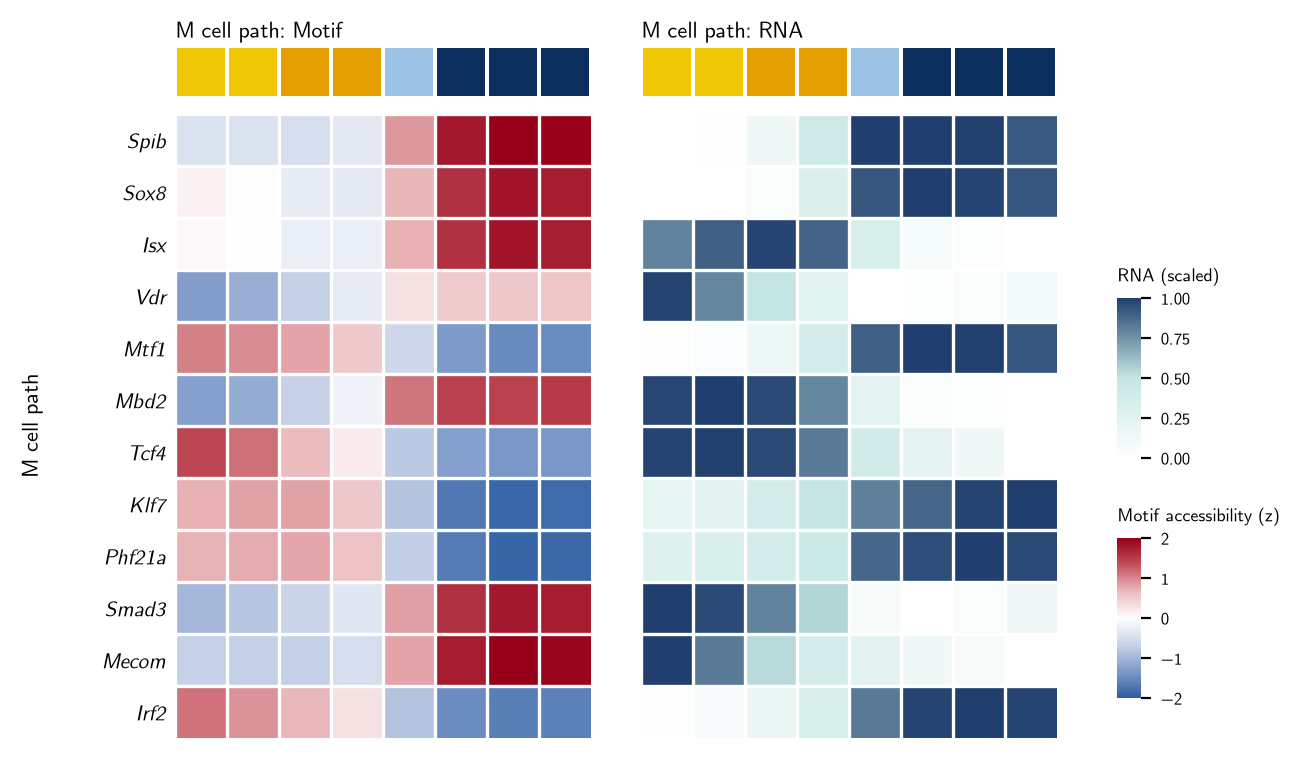 M cell path: Motif
M cell path: RNA
Spib
Sox8
Isx
Vdr
Mtf1
Mbd2
Tcf4
Klf7
Phf21a
Smad3
Mecom
Irf2
M cell path
RNA (scaled)
1.00
0.75
0.50
0.25
0.00
Motif accessibility (z)
2
1
0
−1
−2